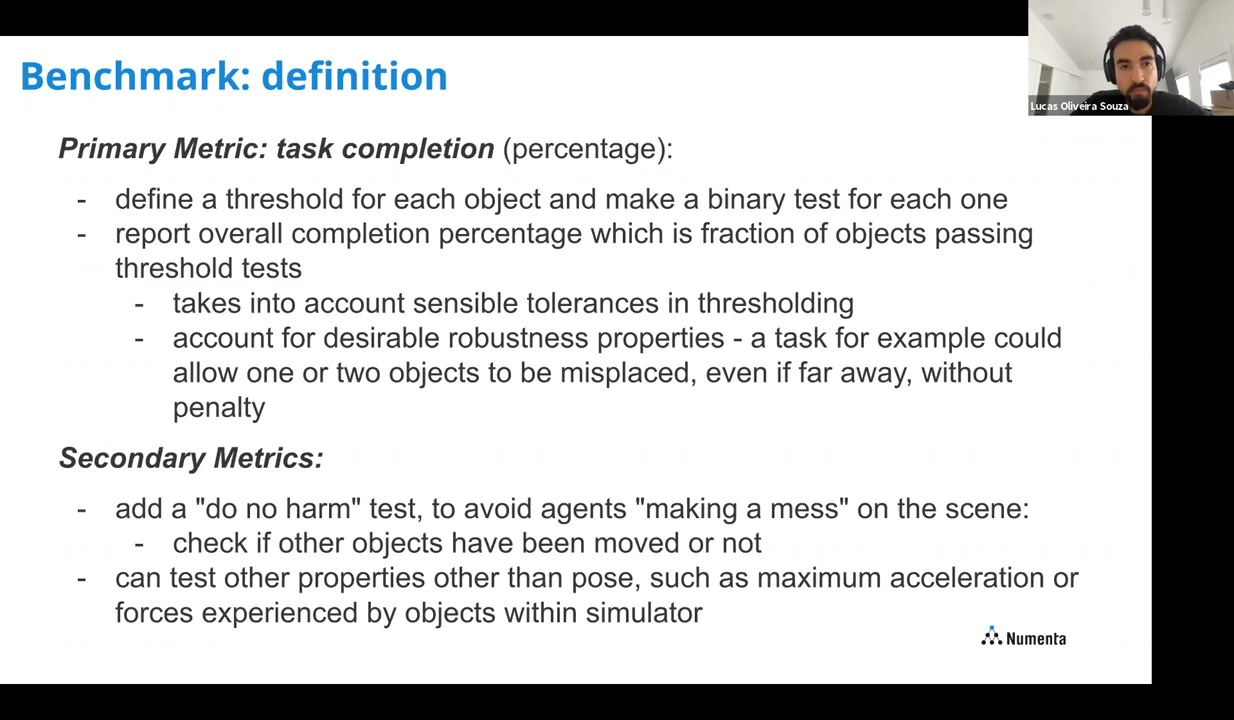 Benchmark: definition
Lucas Oliveira Souza
Primary Metric: task completion (percentage):
- define a threshold for each object and make a binary test for each one
- report overall completion percentage which is fraction of objects passing
threshold tests
- takes into account sensible tolerances in thresholding
- account for desirable robustness properties - a task for example could
allow one or two objects to be misplaced, even if far away, without
penalty
Secondary Metrics:
- add a "do no harm" test, to avoid agents "making a mess" on the scene:
- check if other objects have been moved or not
- can test other properties other than pose, such as maximum acceleration or
forces experienced by objects within simulator
Numenta